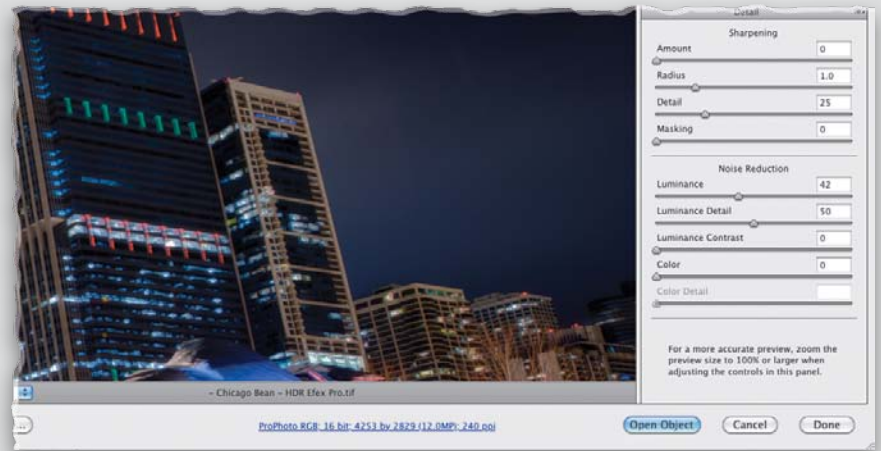 Detail
Sharpening
Amount 0
Radius 1.0
Detail 25
Masking 0
Noise Reduction
Luminance 42
Luminance Detail 50
Luminance Contrast 0
Color 0
Color Detail
For a more accurate preview, zoom the
preview size to 100% or larger when
adjusting the controls in this panel.
~ Chicago Bean ~ HDR Efex Pro.tif
ProPhoto RGB; 16 bit; 4253 by 2829 (12.0MP); 240 ppi
Open Object Cancel Done